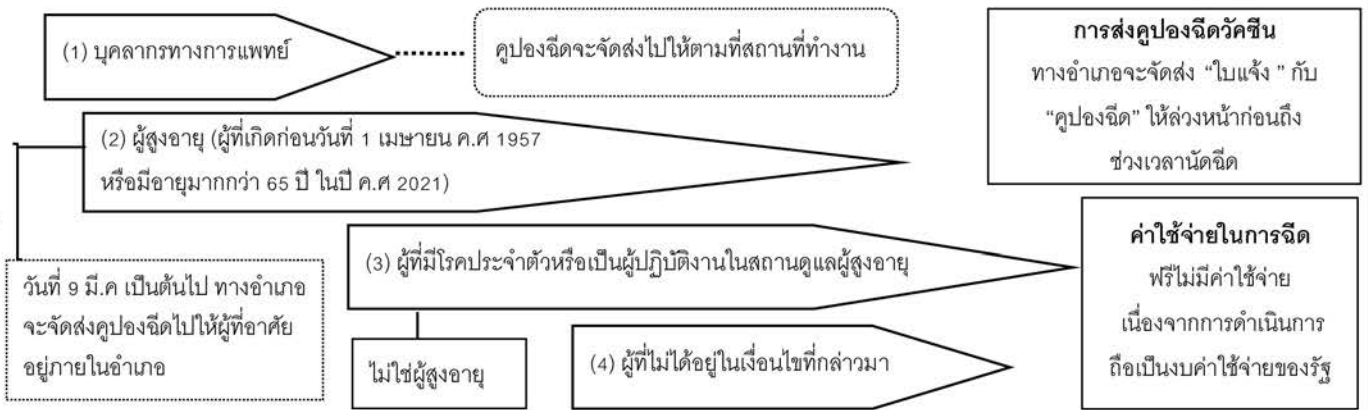 (1) บุคลากรทางการแพทย์
คูปองฉีดจะจัดส่งไปให้ตามที่สถานที่ทำงาน
การส่งคูปองฉีดวัคซีน
ทางอำเภอจะจัดส่ง “ใบแจ้ง ” กับ
“คูปองฉีด” ให้ล่วงหน้าก่อนถึง
ช่วงเวลานัดฉีด
(2) ผู้สูงอายุ (ผู้ที่เกิดก่อนวันที่ 1 เมษายน ค.ศ 1957
หรือมีอายุมากกว่า 65 ปี ในปี ค.ศ 2021)
วันที่ 9 มี.ค เป็นต้นไป ทางอำเภอ
จะจัดส่งคูปองฉีดไปให้ผู้ที่อาศัย
อยู่ภายในอำเภอ
(3) ผู้ที่มีโรคประจำตัวหรือเป็นผู้ปฏิบัติงานในสถานดูแลผู้สูงอายุ
ไม่ใช่ผู้สูงอายุ
(4) ผู้ที่ไม่ได้อยู่ในเงื่อนไขที่กล่าวมา
ค่าใช้จ่ายในการฉีด
ฟรีไม่มีค่าใช้จ่าย
เนื่องจากการดำเนินการ
ถือเป็นงบค่าใช้จ่ายของรัฐ